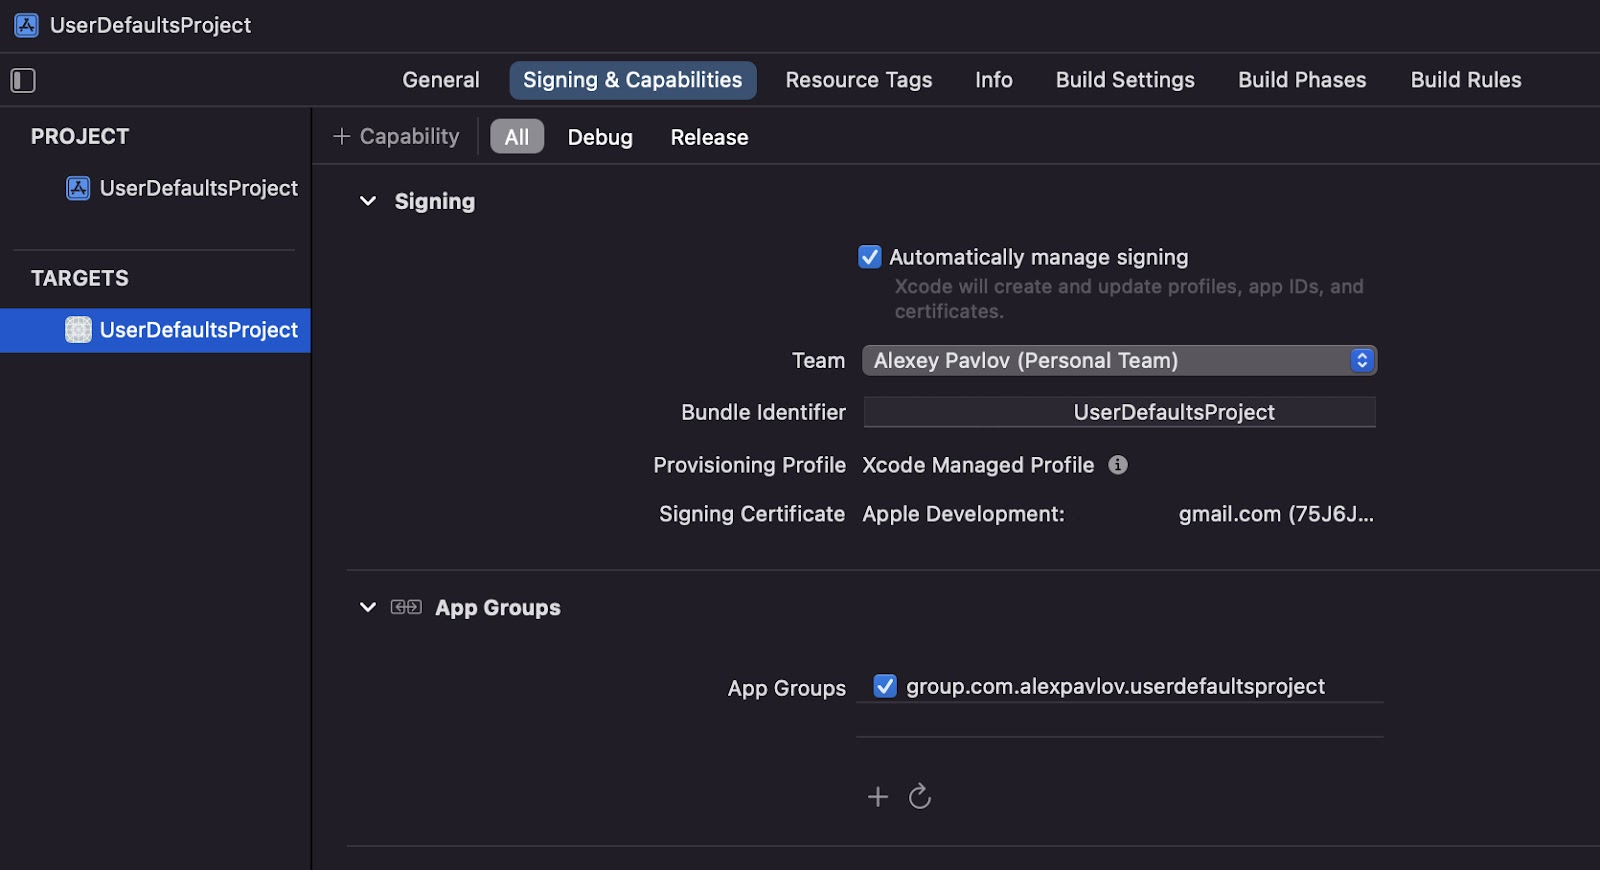 UserDefaultsProject
General Signing & Capabilities Resource Tags Info Build Settings Build Phases Build Rules
PROJECT
UserDefaultsProject
TARGETS
UserDefaultsProject
+ Capability All Debug Release
Signing
Automatically manage signing
Xcode will create and update profiles, app IDs, and
certificates.
Team Alexey Pavlov (Personal Team)
Bundle Identifier UserDefaultsProject
Provisioning Profile Xcode Managed Profile
Signing Certificate Apple Development: gmail.com (75J6J...
App Groups
App Groups group.com.alexpavlov.userdefaultsproject